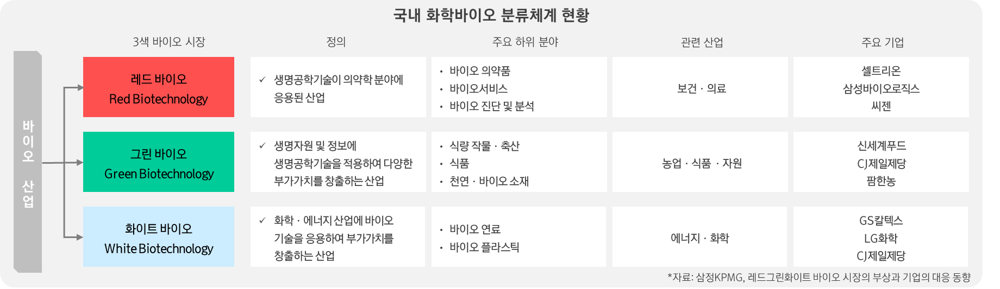 국내 화학바이오 분류체계 현황
3색 바이오 시장
정의
주요 하위 분야
관련 산업
주요 기업
바이오 산업
레드 바이오
Red Biotechnology
✓ 생명공학기술이 의약학 분야에
응용된 산업
• 바이오 의약품
• 바이오서비스
• 바이오 진단 및 분석
보건 · 의료
셀트리온
삼성바이오로직스
씨젠
그린 바이오
Green Biotechnology
✓ 생명자원 및 정보에
생명공학기술을 적용하여 다양한
부가가치를 창출하는 산업
• 식량 작물 · 축산
• 식품
• 천연 · 바이오 소재
농업 · 식품 · 자원
신세계푸드
CJ제일제당
팜한농
화이트 바이오
White Biotechnology
✓ 화학 · 에너지 산업에 바이오
기술을 응용하여 부가가치를
창출하는 산업
• 바이오 연료
• 바이오 플라스틱
에너지 · 화학
GS칼텍스
LG화학
CJ제일제당
*자료: 삼정KPMG, 레드그린화이트 바이오 시장의 부상과 기업의 대응 동향